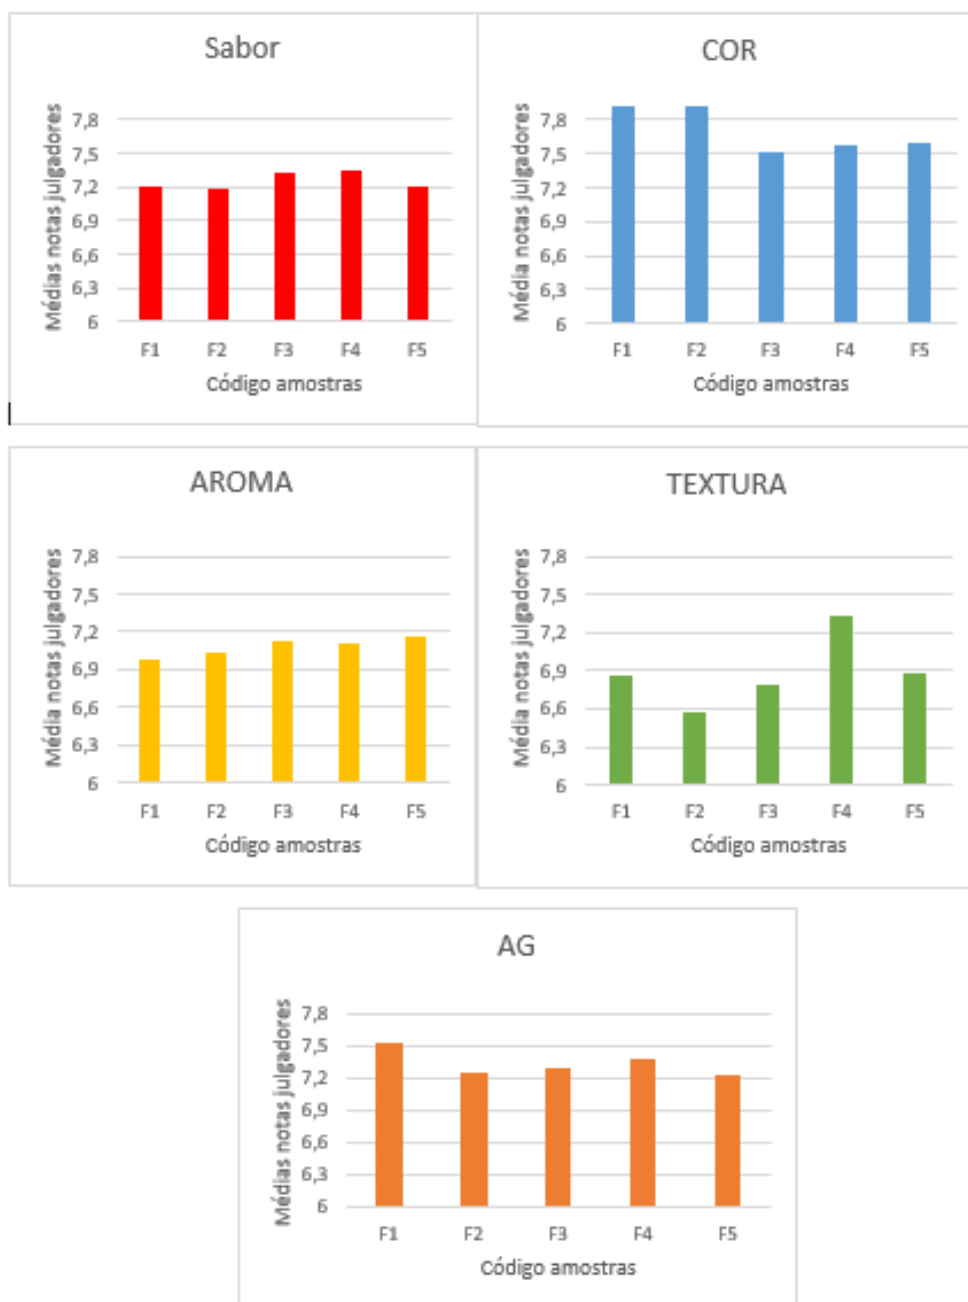 Sabor
Médias notas julgadores
7,8
7,5
7,2
6,9
6,6
6,3
6
F1 F2 F3 F4 F5
Código amostras
COR
Média notas julgadores
7,8
7,5
7,2
6,9
6,6
6,3
6
F1 F2 F3 F4 F5
Código amostras
AROMA
Média notas julgadores
7,8
7,5
7,2
6,9
6,6
6,3
6
F1 F2 F3 F4 F5
Código amostras
TEXTURA
Média notas julgadores
7,8
7,5
7,2
6,9
6,6
6,3
6
F1 F2 F3 F4 F5
Código amostras
AG
Médias notas julgadores
7,8
7,5
7,2
6,9
6,6
6,3
6
F1 F2 F3 F4 F5
Código amostras